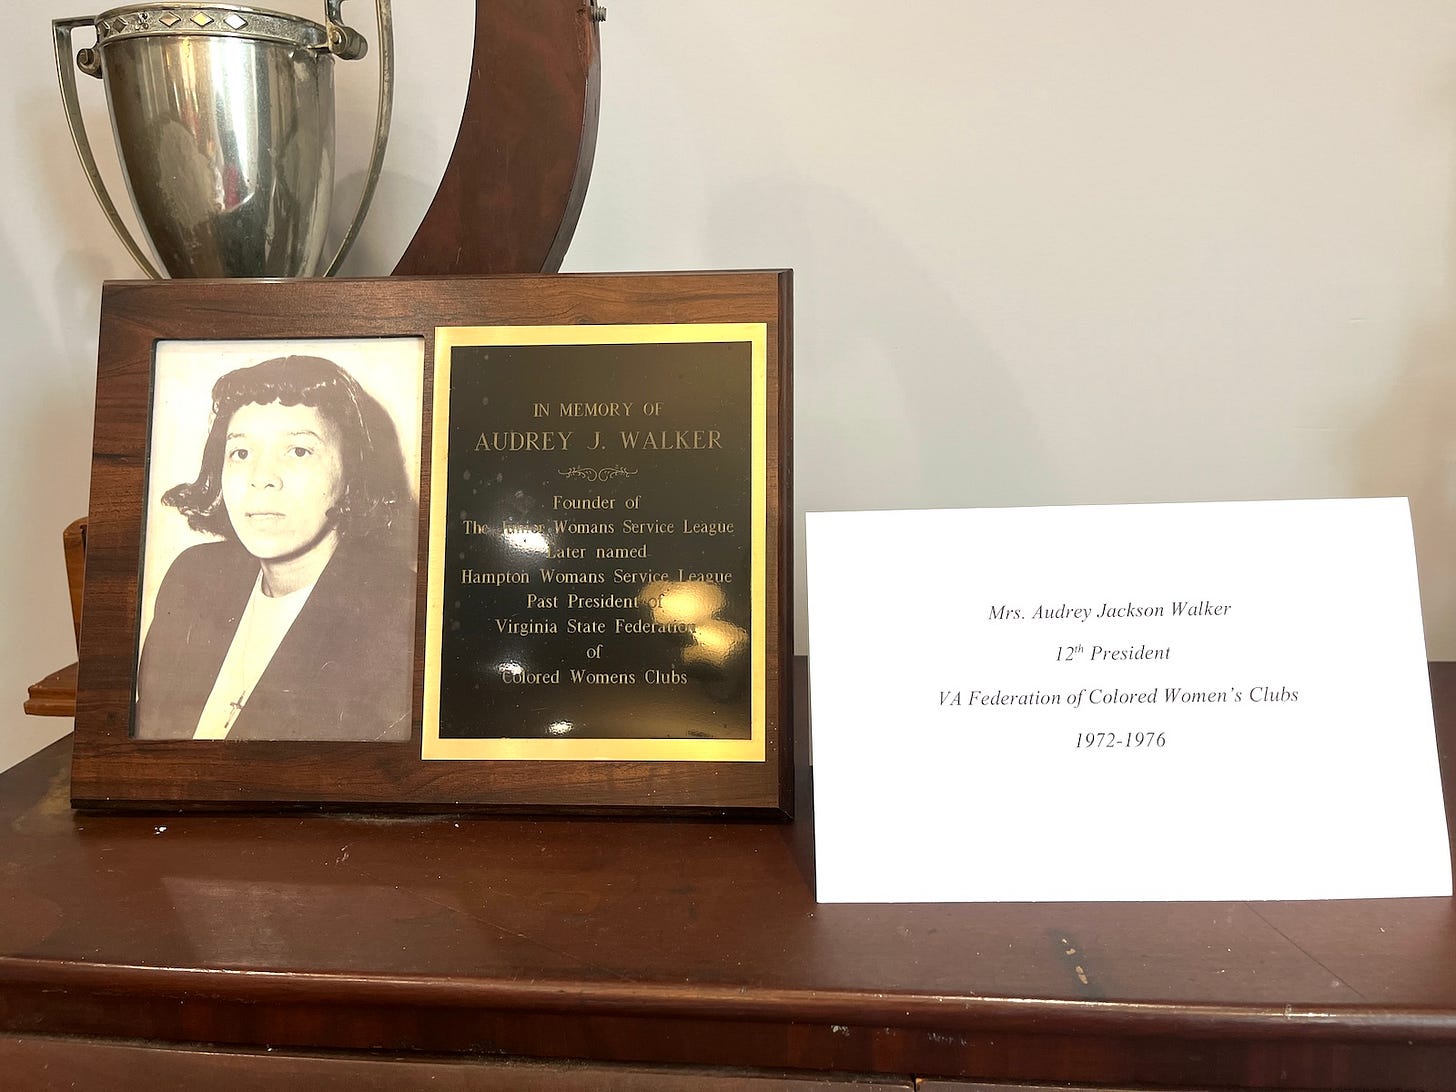 IN MEMORY OF
AUDREY J. WALKER
Founder of
The Junior Womans Service League
Later named
Hampton Womans Service League
Past President of
Virginia State Federation
of
Colored Womens Clubs
Mrs. Audrey Jackson Walker
12th President
VA Federation of Colored Women's Clubs
1972-1976